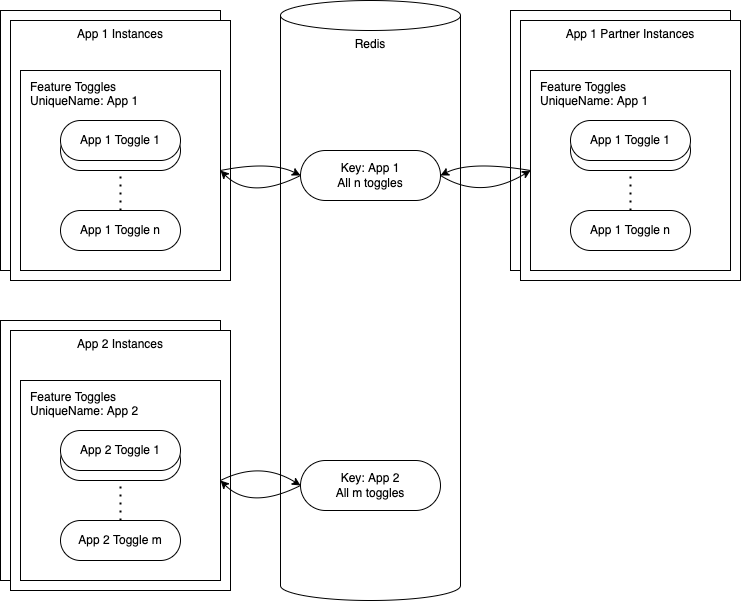 App 1 Instances
Feature Toggles
UniqueName: App 1
App 1 Toggle 1
App 1 Toggle n
Redis
Key: App 1
All n toggles
App 1 Partner Instances
Feature Toggles
UniqueName: App 1
App 1 Toggle 1
App 1 Toggle n
App 2 Instances
Feature Toggles
UniqueName: App 2
App 2 Toggle 1
App 2 Toggle m
Key: App 2
All m toggles